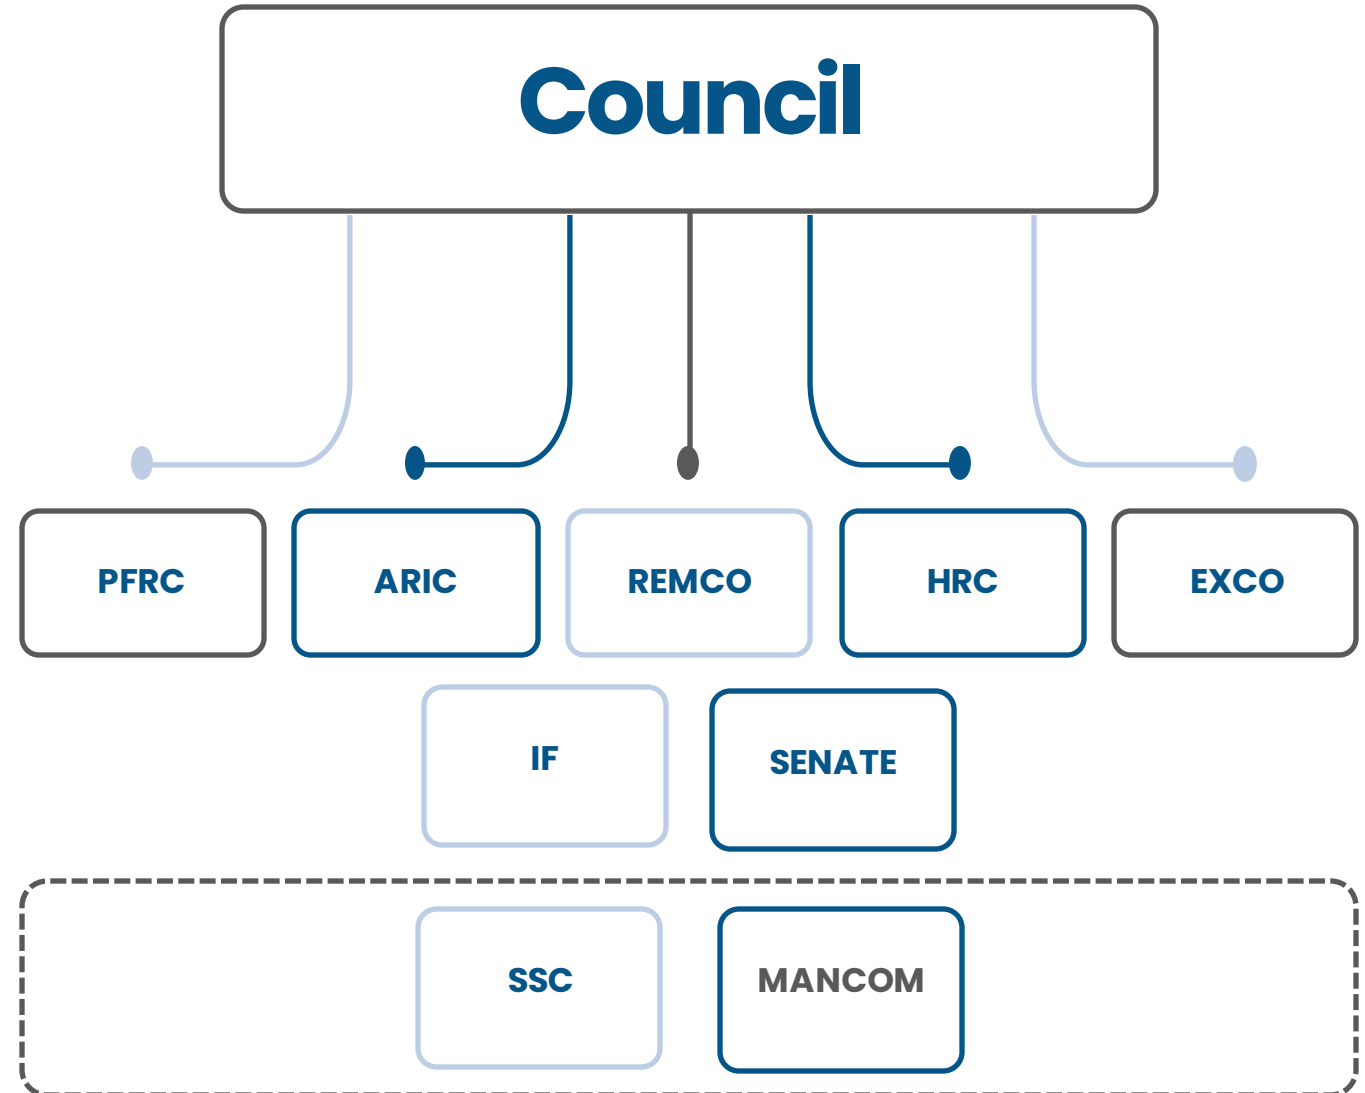 Council
PFRC
ARIC
REMCO
HRC
EXCO
IF
SENATE
SSC
MANCOM